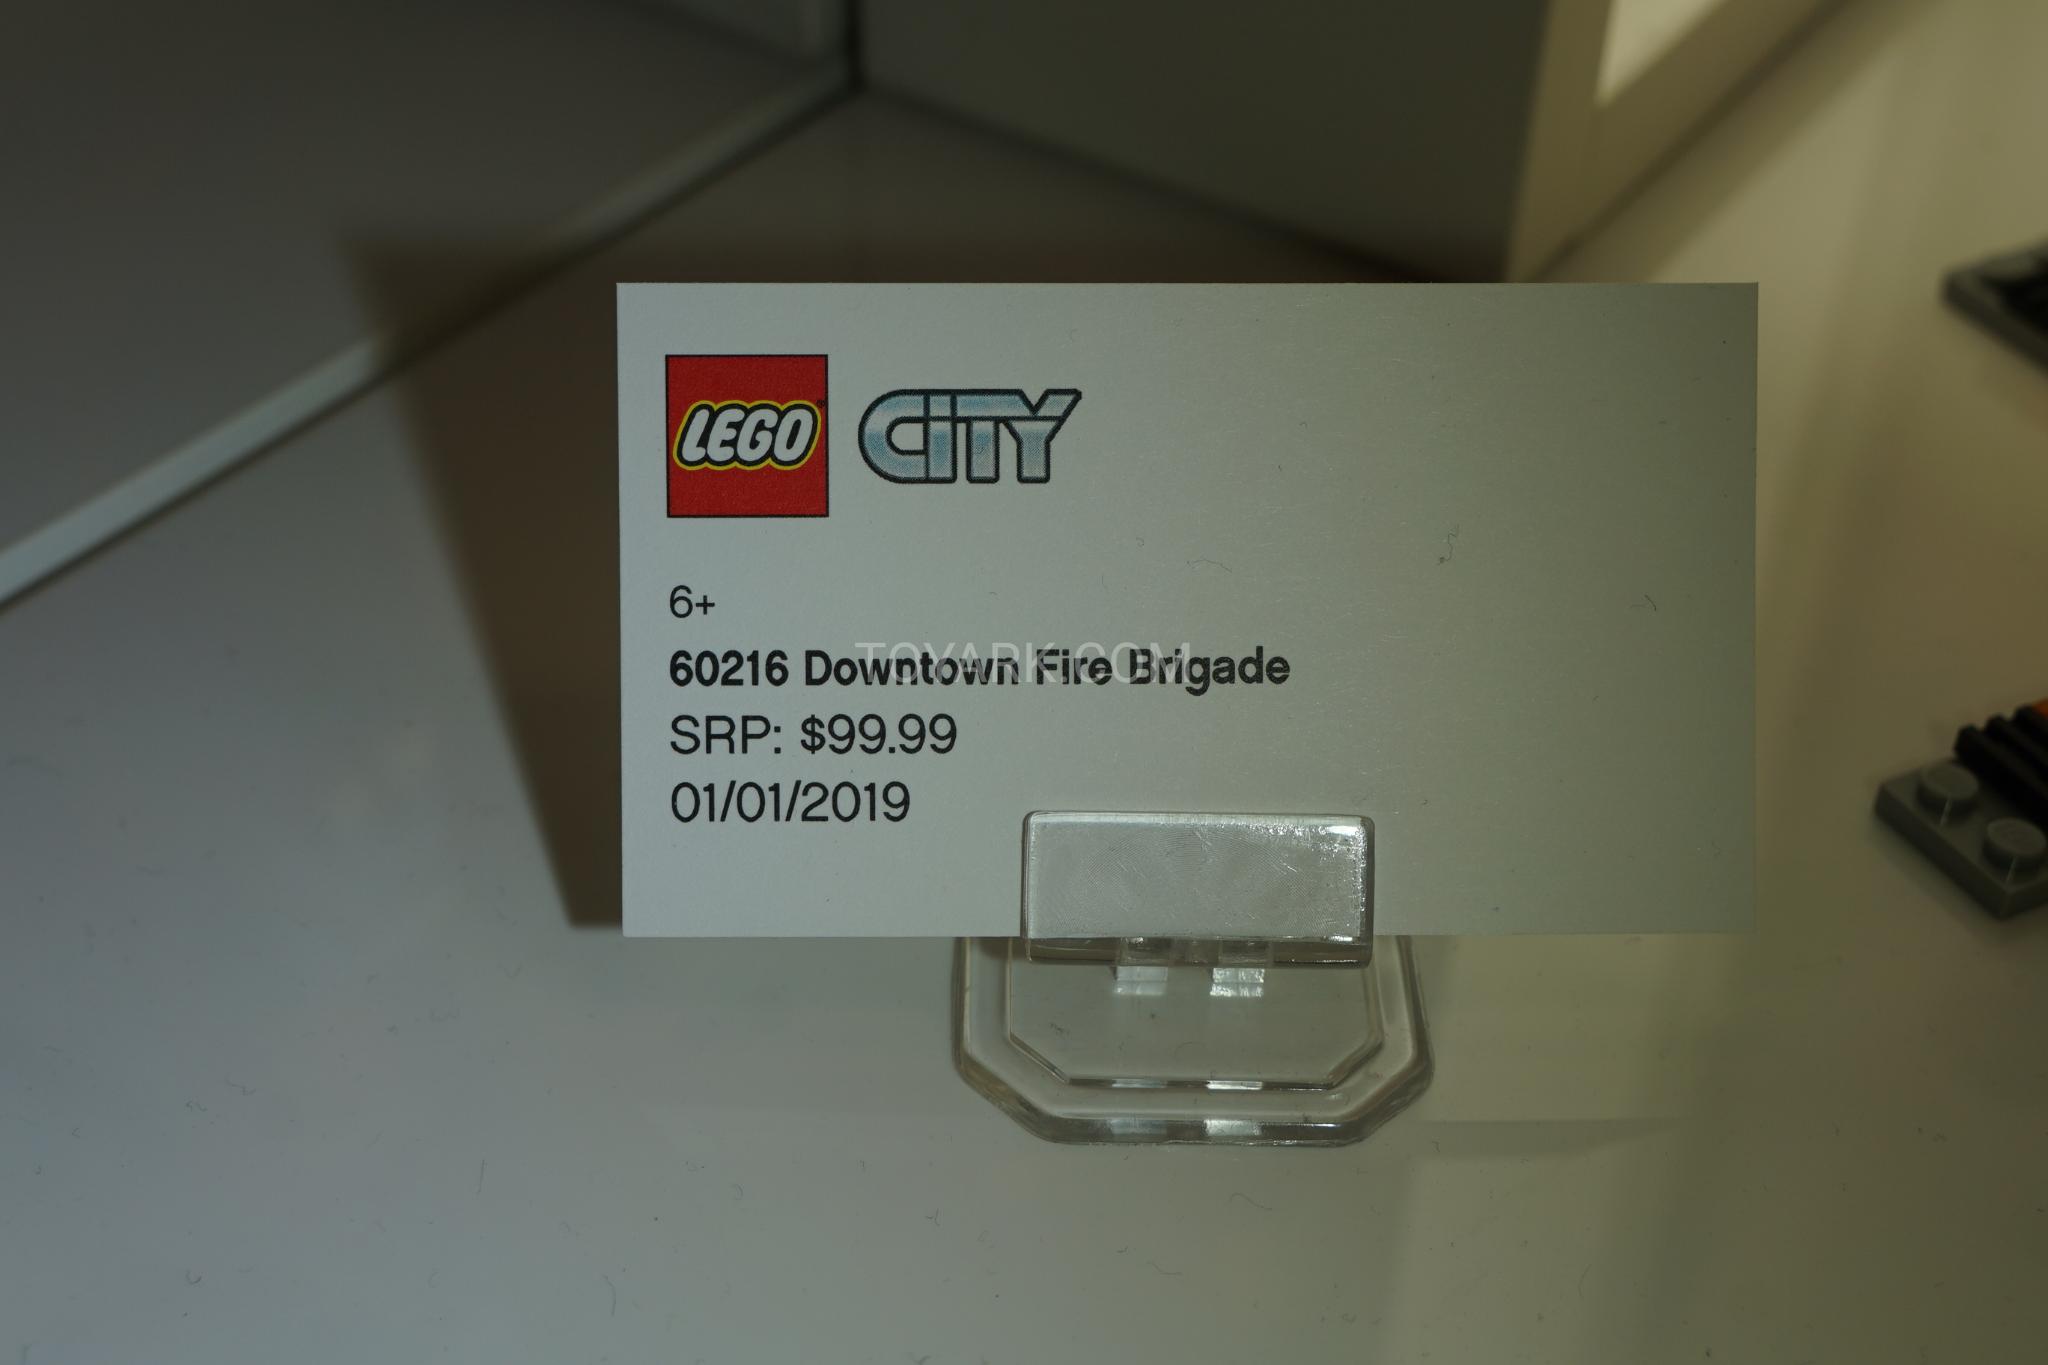 LEGO CITY
6+
60216 Downtown Fire Brigade
TOYARK.COM
SRP: $99.99
01/01/2019